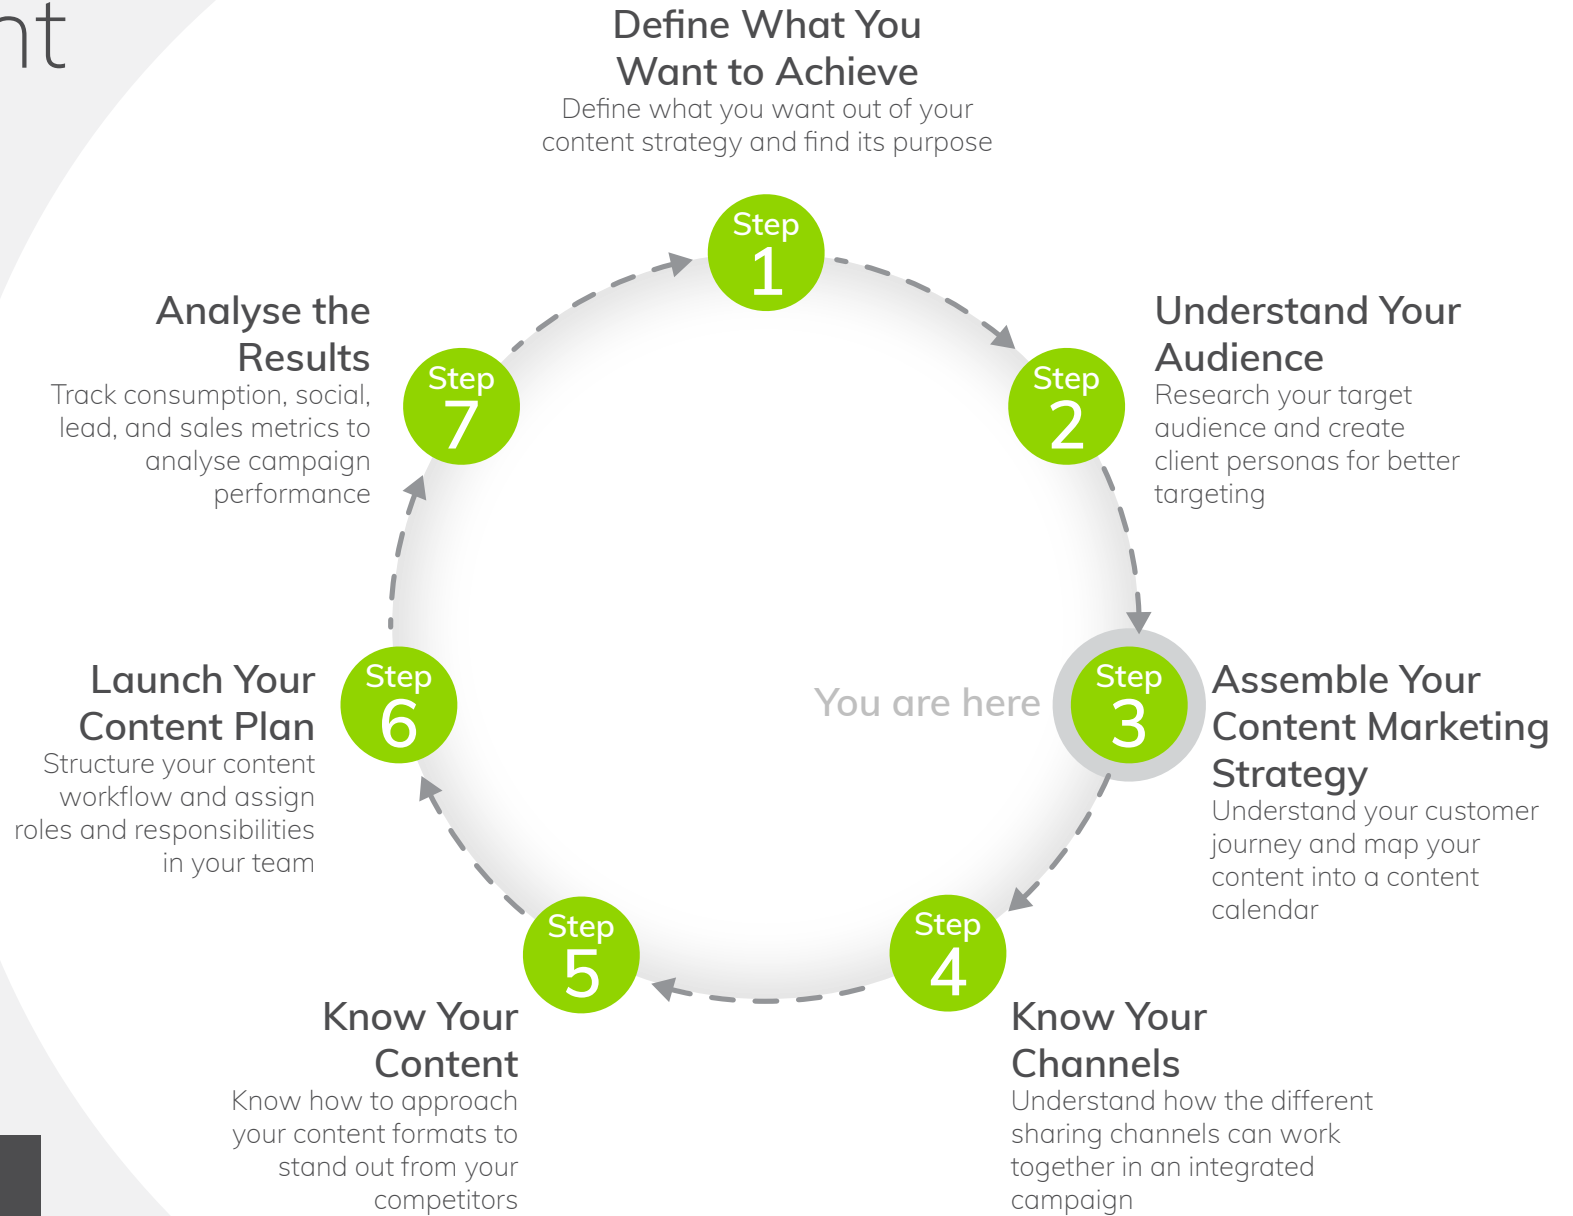 nt
Define What You
Want to Achieve
Define what you want out of your
content strategy and find its purpose
Step
1
Understand Your
Audience
Research your target
audience and create
client personas for better
targeting
Step
2
You are here
Step
3
Assemble Your
Content Marketing
Strategy
Understand your customer
journey and map your
content into a content
calendar
Step
4
Know Your
Channels
Understand how the different
sharing channels can work
together in an integrated
campaign
Step
5
Know Your
Content
Know how to approach
your content formats to
stand out from your
competitors
Step
6
Launch Your
Content Plan
Structure your content
workflow and assign
roles and responsibilities
in your team
Step
7
Analyse the
Results
Track consumption, social,
lead, and sales metrics to
analyse campaign
performance